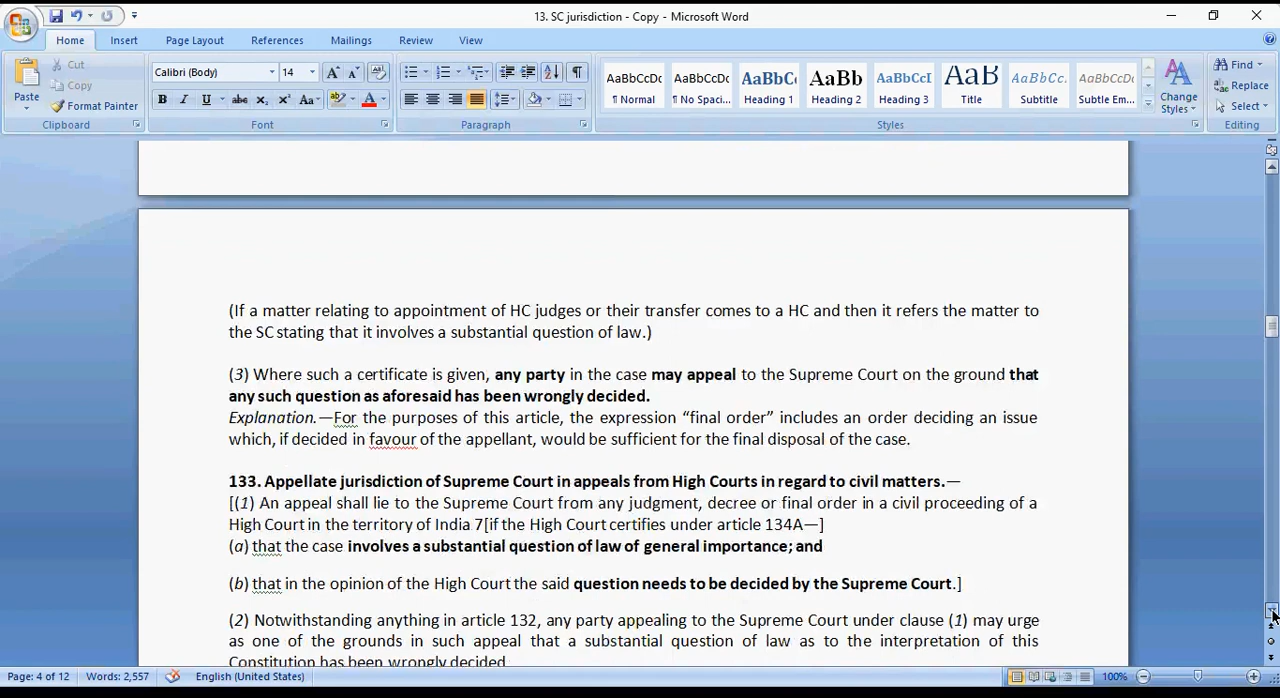 13. SC jurisdiction - Copy - Microsoft Word
Home Insert Page Layout References Mailings Review View
Paste
Cut
Copy
Format Painter
Clipboard
Calibri (Body) 14
Font
Paragraph
AaBbCcDc AaBbCcDc AaBbC AaBb AaBbCcI AaB AaBbCc. AaBbCcDc
¶ Normal ¶ No Spaci... Heading 1 Heading 2 Heading 3 Title Subtitle Subtle Em...
Styles
Change Styles
Find
Replace
Select
Editing
(If a matter relating to appointment of HC judges or their transfer comes to a HC and then it refers the matter to
the SC stating that it involves a substantial question of law.)
(3) Where such a certificate is given, any party in the case may appeal to the Supreme Court on the ground that
any such question as aforesaid has been wrongly decided.
Explanation.—For the purposes of this article, the expression “final order” includes an order deciding an issue
which, if decided in favour of the appellant, would be sufficient for the final disposal of the case.
133. Appellate jurisdiction of Supreme Court in appeals from High Courts in regard to civil matters.—
[(1) An appeal shall lie to the Supreme Court from any judgment, decree or final order in a civil proceeding of a
High Court in the territory of India 7[if the High Court certifies under article 134A—]
(a) that the case involves a substantial question of law of general importance; and
(b) that in the opinion of the High Court the said question needs to be decided by the Supreme Court.]
(2) Notwithstanding anything in article 132, any party appealing to the Supreme Court under clause (1) may urge
as one of the grounds in such appeal that a substantial question of law as to the interpretation of this
Constitution has been wrongly decided.
Page: 4 of 12 Words: 2,557 English (United States) 100%